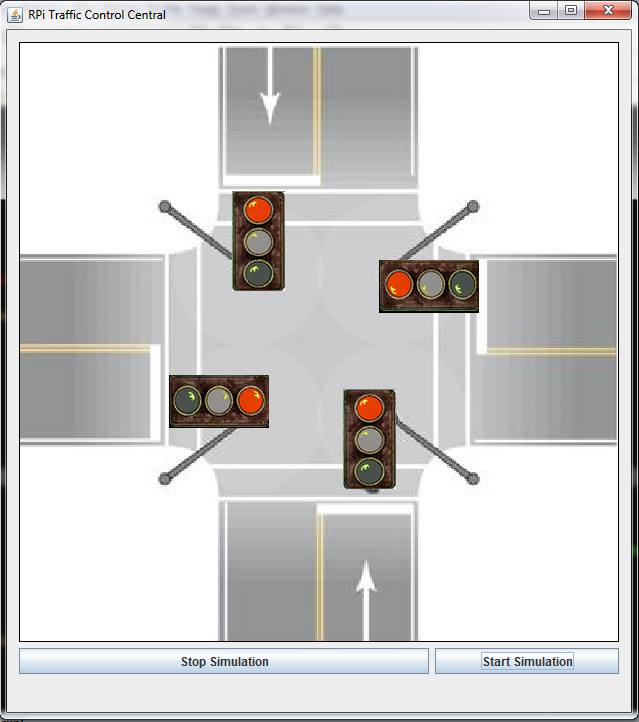 RPi Traffic Control Central
Stop Simulation
Start Simulation